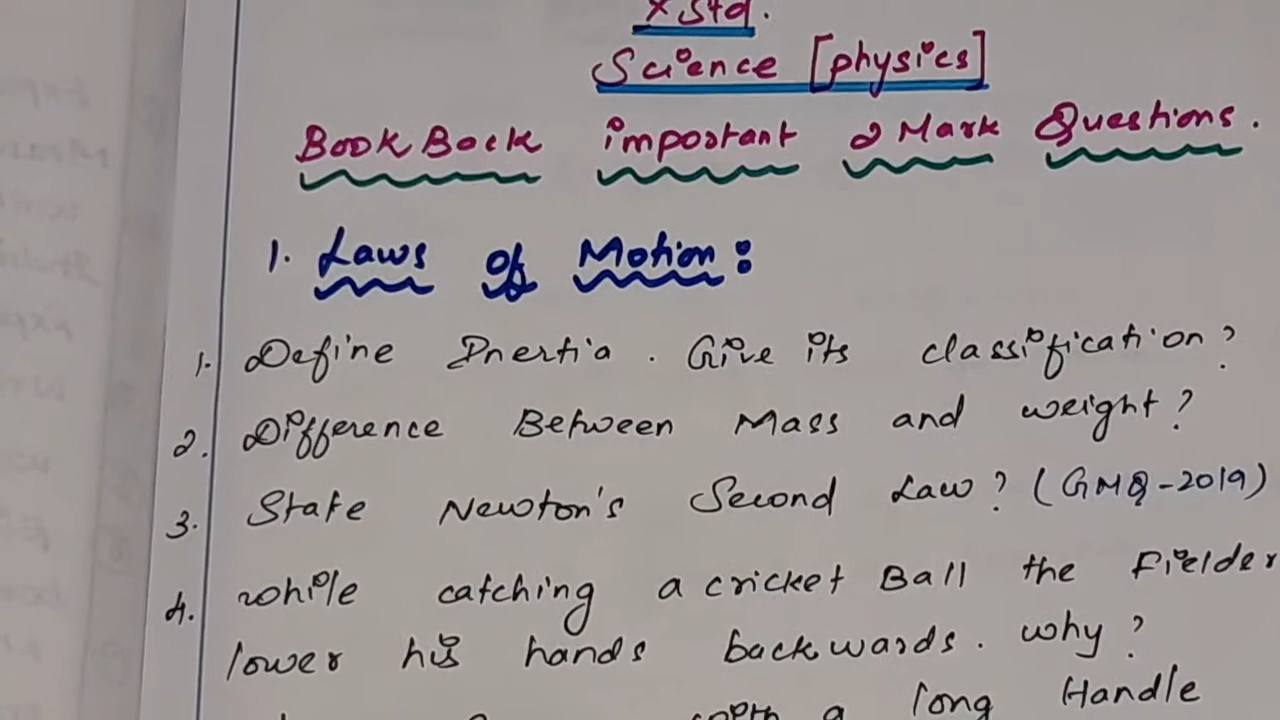 X Std.
Science [physics]
Book Back important 2 Mark Questions.
1. Laws of Motion:
1. Define Inertia. Give its classification?
2. Difference Between Mass and weight?
3. State Newton's Second Law? (GMQ-2019)
4. while catching a cricket Ball the Fielder
lower his hands backwards. why?
with a long Handle